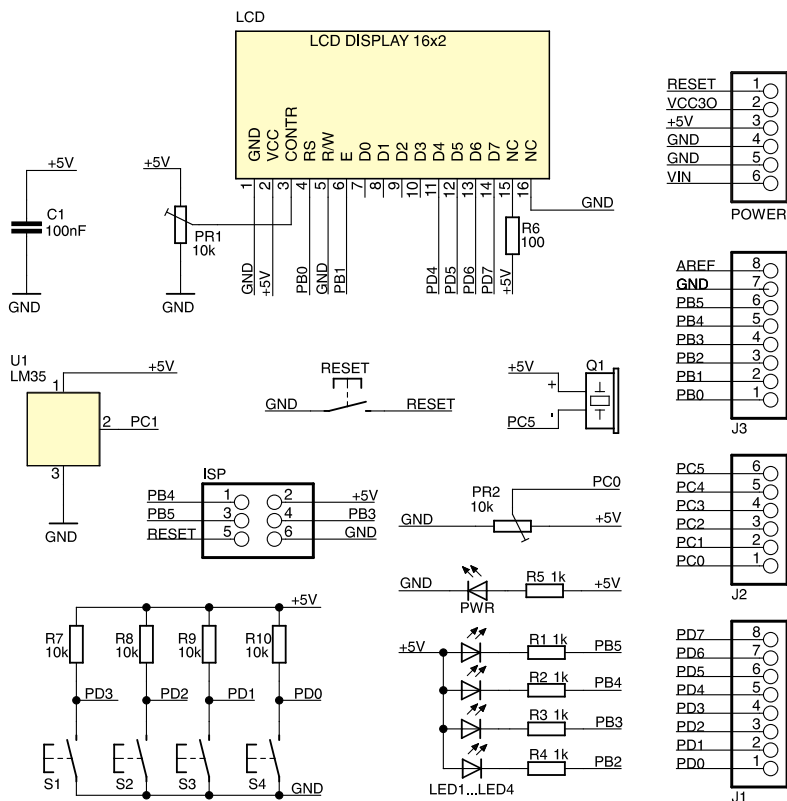 LCD
LCD DISPLAY 16x2
GND
VCC
CONTR
RS
R/W
E
D0
D1
D2
D3
D4
D5
D6
D7
NC
NC
1
2
3
4
5
6
7
8
9
10
11
12
13
14
15
16
GND
+5V
PB0
GND
PB1
PD4
PD5
PD6
PD7
+5V
R6
100
GND
+5V
C1
100nF
GND
+5V
PR1
10k
GND
RESET 1
VCC3O 2
+5V 3
GND 4
GND 5
VIN 6
POWER
AREF 8
GND 7
PB5 6
PB4 5
PB3 4
PB2 3
PB1 2
PB0 1
J3
U1
LM35
1
+5V
2 PC1
3
GND
RESET
GND RESET
+5V
Q1
+
-
PC5
ISP
PB4 1 2 +5V
PB5 3 4 PB3
RESET 5 6 GND
PR2
10k
PC0
GND
+5V
PC5 6
PC4 5
PC3 4
PC2 3
PC1 2
PC0 1
J2
GND
PWR
R5 1k
+5V
+5V
R7
10k
R8
10k
R9
10k
R10
10k
PD3
PD2
PD1
PD0
S1
S2
S3
S4
GND
+5V
R1 1k PB5
R2 1k PB4
R3 1k PB3
R4 1k PB2
LED1...LED4
PD7 8
PD6 7
PD5 6
PD4 5
PD3 4
PD2 3
PD1 2
PD0 1
J1